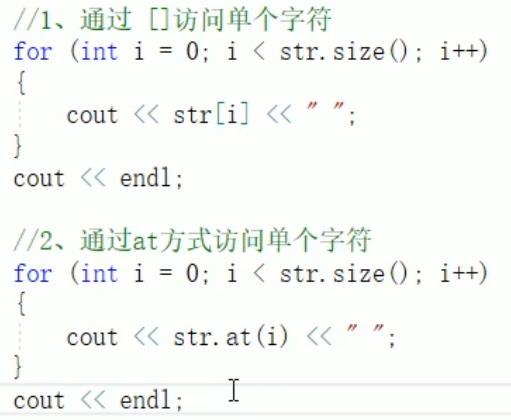 //1、通过 []访问单个字符
for (int i = 0; i < str.size(); i++)
{
cout << str[i] << " ";
}
cout << endl;
//2、通过at方式访问单个字符
for (int i = 0; i < str.size(); i++)
{
cout << str.at(i) << " ";
}
cout << endl;